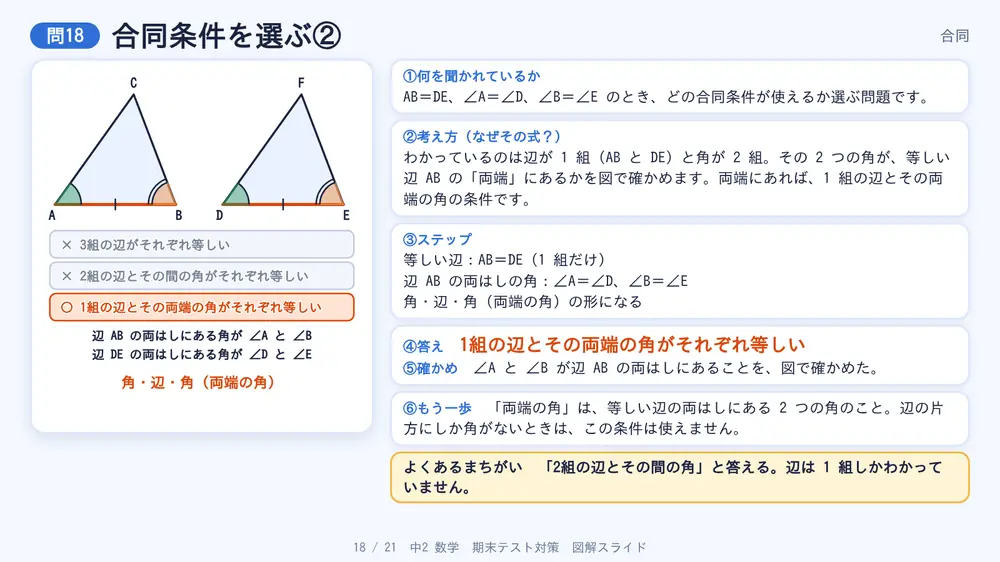 問18 合同条件を選ぶ② 合同
C
F
A
B
D
E
× 3組の辺がそれぞれ等しい
× 2組の辺とその間の角がそれぞれ等しい
○ 1組の辺とその両端の角がそれぞれ等しい
辺 AB の両はしにある角が ∠A と ∠B
辺 DE の両はしにある角が ∠D と ∠E
角・辺・角（両端の角）
①何を聞かれているか
AB＝DE、∠A＝∠D、∠B＝∠E のとき、どの合同条件が使えるか選ぶ問題です。
②考え方（なぜその式？）
わかっているのは辺が 1 組（AB と DE）と角が 2 組。その 2 つの角が、等しい
辺 AB の「両端」にあるかを図で確かめます。両端にあれば、1 組の辺とその両
端の角の条件です。
③ステップ
等しい辺：AB＝DE（1 組だけ）
辺 AB の両はしの角：∠A＝∠D、∠B＝∠E
角・辺・角（両端の角）の形になる
④答え 1組の辺とその両端の角がそれぞれ等しい
⑤確かめ ∠A と ∠B が辺 AB の両はしにあることを、図で確かめた。
⑥もう一歩 「両端の角」は、等しい辺の両はしにある 2 つの角のこと。辺の片
方にしか角がないときは、この条件は使えません。
よくあるまちがい 「2組の辺とその間の角」と答える。辺は 1 組しかわかって
いません。
18 / 21 中2 数学 期末テスト対策 図解スライド